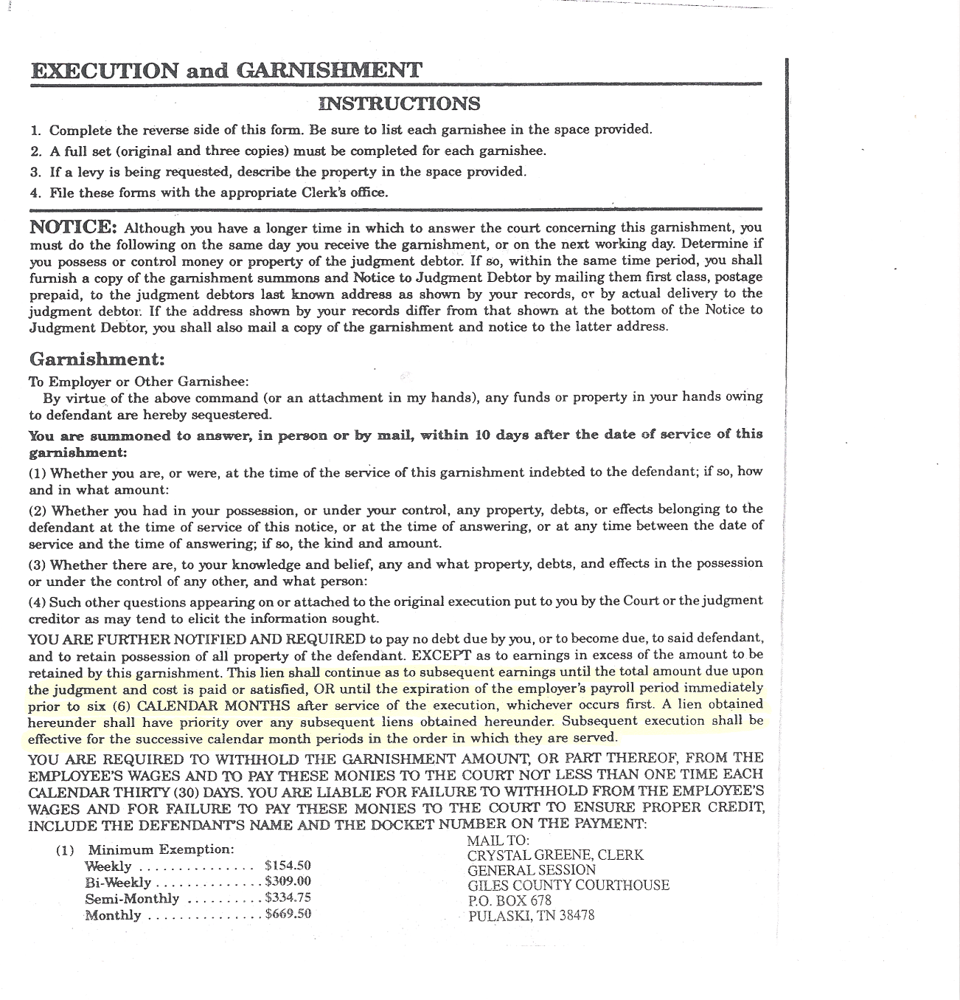 EXECUTION and GARNISHMENT
INSTRUCTIONS
1. Complete the reverse side of this form. Be sure to list each garnishee in the space provided.
2. A full set (original and three copies) must be completed for each garnishee.
3. If a levy is being requested, describe the property in the space provided.
4. File these forms with the appropriate Clerk's office.
NOTICE: Although you have a longer time in which to answer the court concerning this garnishment, you
must do the following on the same day you receive the garnishment, or on the next working day. Determine if
you possess or control money or property of the judgment debtor. If so, within the same time period, you shall
furnish a copy of the garnishment summons and Notice to Judgment Debtor by mailing them first class, postage
prepaid, to the judgment debtors last known address as shown by your records, or by actual delivery to the
judgment debtor. If the address shown by your records differ from that shown at the bottom of the Notice to
Judgment Debtor, you shall also mail a copy of the garnishment and notice to the latter address.
Garnishment:
To Employer or Other Garnishee:
By virtue of the above command (or an attachment in my hands), any funds or property in your hands owing
to defendant are hereby sequestered.
You are summoned to answer, in person or by mail, within 10 days after the date of service of this
garnishment:
(1) Whether you are, or were, at the time of the service of this garnishment indebted to the defendant; if so, how
and in what amount:
(2) Whether you had in your possession, or under your control, any property, debts, or effects belonging to the
defendant at the time of service of this notice, or at the time of answering, or at any time between the date of
service and the time of answering; if so, the kind and amount.
(3) Whether there are, to your knowledge and belief, any and what property, debts, and effects in the possession
or under the control of any other, and what person:
(4) Such other questions appearing on or attached to the original execution put to you by the Court or the judgment
creditor as may tend to elicit the information sought.
YOU ARE FURTHER NOTIFIED AND REQUIRED to pay no debt due by you, or to become due, to said defendant,
and to retain possession of all property of the defendant. EXCEPT as to earnings in excess of the amount to be
retained by this garnishment. This lien shall continue as to subsequent earnings until the total amount due upon
the judgment and cost is paid or satisfied, OR until the expiration of the employer's payroll period immediately
prior to six (6) CALENDAR MONTHS after service of the execution, whichever occurs first. A lien obtained
hereunder shall have priority over any subsequent liens obtained hereunder. Subsequent execution shall be
effective for the successive calendar month periods in the order in which they are served.
YOU ARE REQUIRED TO WITHHOLD THE GARNISHMENT AMOUNT, OR PART THEREOF, FROM THE
EMPLOYEE'S WAGES AND TO PAY THESE MONIES TO THE COURT NOT LESS THAN ONE TIME EACH
CALENDAR THIRTY (30) DAYS. YOU ARE LIABLE FOR FAILURE TO WITHHOLD FROM THE EMPLOYEE'S
WAGES AND FOR FAILURE TO PAY THESE MONIES TO THE COURT TO ENSURE PROPER CREDIT,
INCLUDE THE DEFENDANT'S NAME AND THE DOCKET NUMBER ON THE PAYMENT:
(1) Minimum Exemption:
Weekly ............... $154.50
Bi-Weekly .............. $309.00
Semi-Monthly .......... $334.75
Monthly ............... $669.50
MAIL TO:
CRYSTAL GREENE, CLERK
GENERAL SESSION
GILES COUNTY COURTHOUSE
P.O. BOX 678
PULASKI, TN 38478